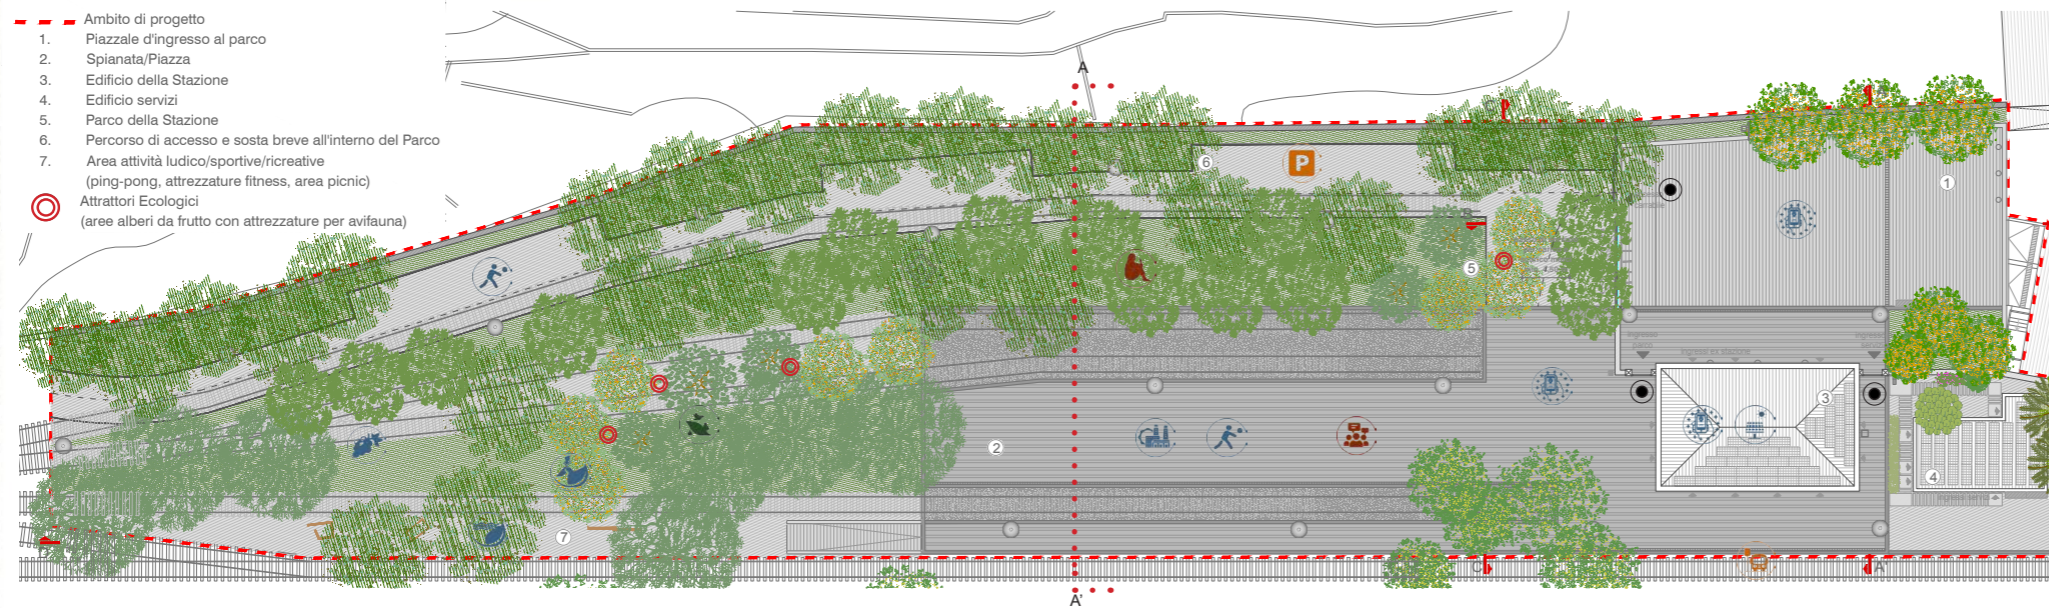 Ambito di progetto
1. Piazzale d'ingresso al parco
2. Spianata/Piazza
3. Edificio della Stazione
4. Edificio servizi
5. Parco della Stazione
6. Percorso di accesso e sosta breve all'interno del Parco
7. Area attività ludico/sportive/ricreative
(ping-pong, attrezzature fitness, area picnic)
Attrattori Ecologici
(aree alberi da frutto con attrezzature per avifauna)
A
6
P
1
5
3
2
4
7
C
A'
A'